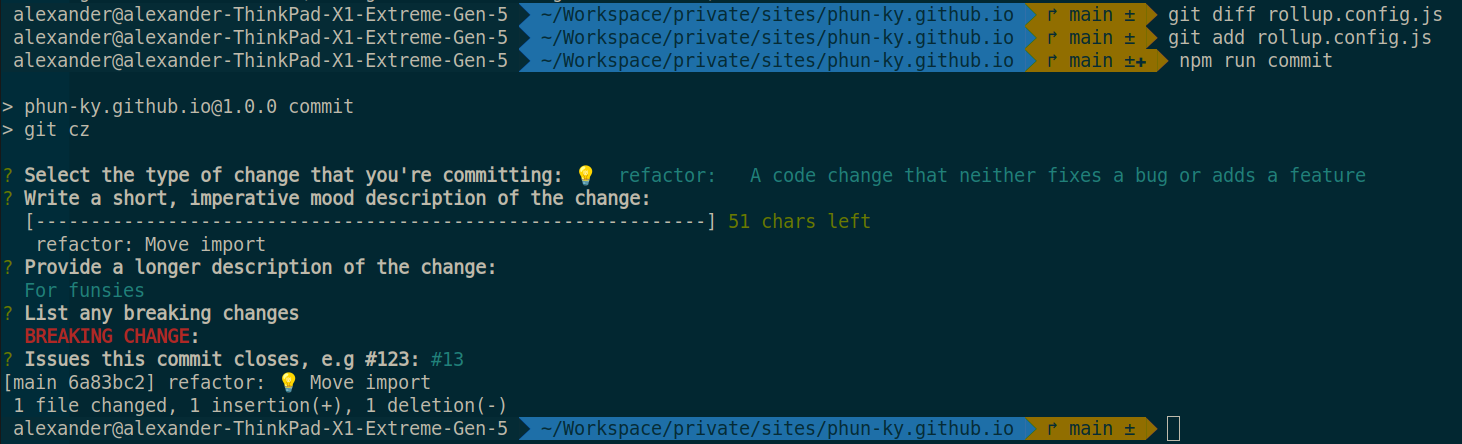 alexander@alexander-ThinkPad-X1-Extreme-Gen-5 ~/Workspace/private/sites/phun-ky.github.io ↱ main ± git diff rollup.config.js
alexander@alexander-ThinkPad-X1-Extreme-Gen-5 ~/Workspace/private/sites/phun-ky.github.io ↱ main ± git add rollup.config.js
alexander@alexander-ThinkPad-X1-Extreme-Gen-5 ~/Workspace/private/sites/phun-ky.github.io ↱ main ±✚ npm run commit
> phun-ky.github.io@1.0.0 commit
> git cz
? Select the type of change that you're committing: 💡 refactor: A code change that neither fixes a bug or adds a feature
? Write a short, imperative mood description of the change:
[-------------------------------------------------------------] 51 chars left
refactor: Move import
? Provide a longer description of the change:
For funsies
? List any breaking changes
BREAKING CHANGE:
? Issues this commit closes, e.g #123: #13
[main 6a83bc2] refactor: 💡 Move import
1 file changed, 1 insertion(+), 1 deletion(-)
alexander@alexander-ThinkPad-X1-Extreme-Gen-5 ~/Workspace/private/sites/phun-ky.github.io ↱ main ±